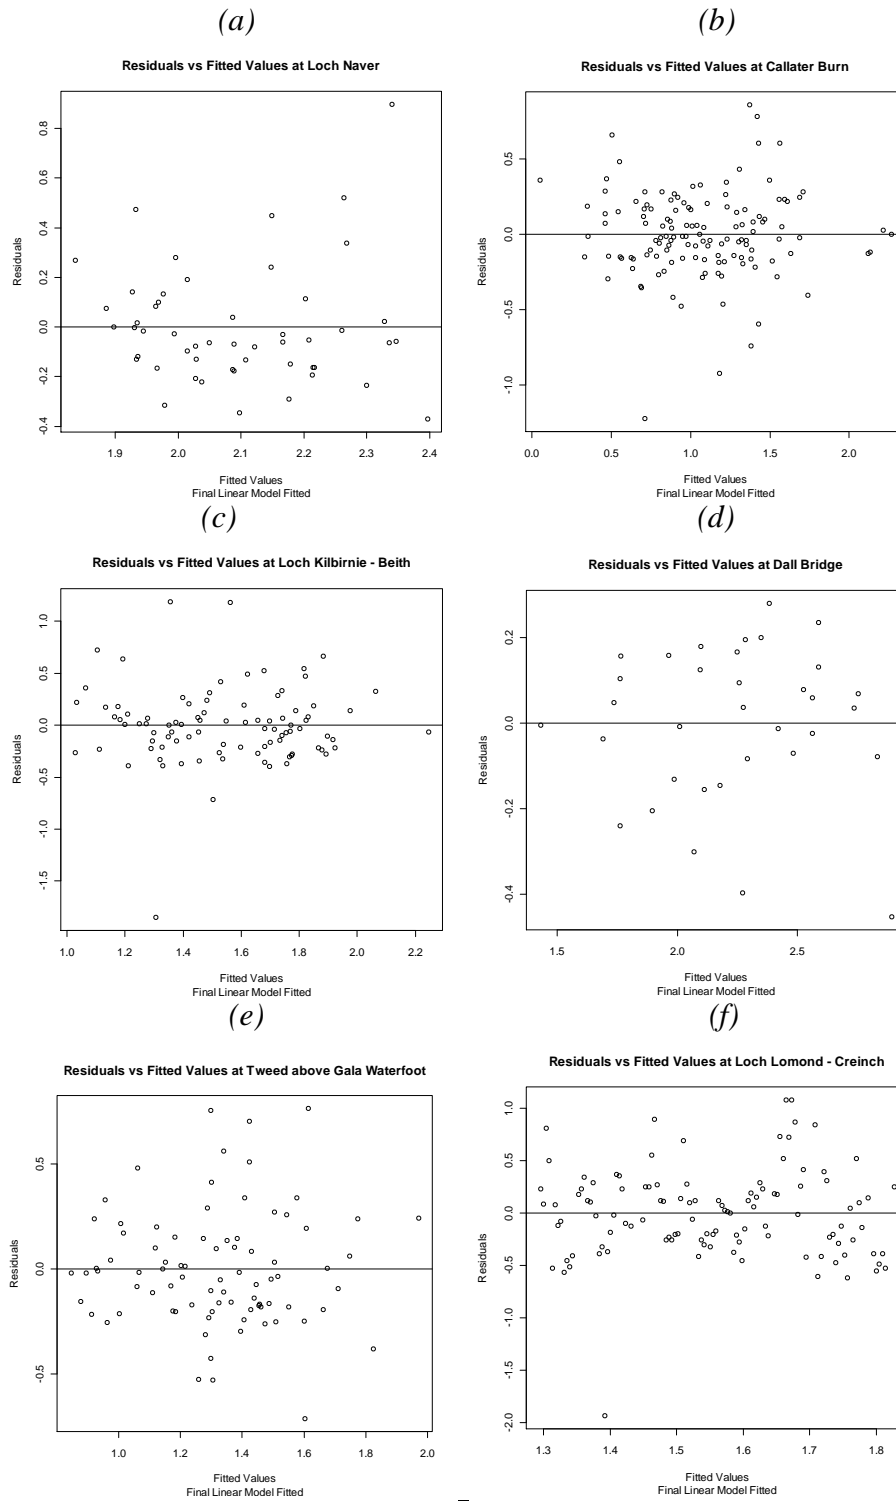 (a)
Residuals vs Fitted Values at Loch Naver
Residuals
0.8
0.6
0.4
0.2
0.0
-0.2
-0.4
1.9 2.0 2.1 2.2 2.3 2.4
Fitted Values
Final Linear Model Fitted
(b)
Residuals vs Fitted Values at Callater Burn
Residuals
0.5
0.0
-0.5
-1.0
0.0 0.5 1.0 1.5 2.0
Fitted Values
Final Linear Model Fitted
(c)
Residuals vs Fitted Values at Loch Kilbirnie - Beith
Residuals
1.0
0.5
0.0
-0.5
-1.0
-1.5
1.0 1.2 1.4 1.6 1.8 2.0 2.2
Fitted Values
Final Linear Model Fitted
(d)
Residuals vs Fitted Values at Dall Bridge
Residuals
0.2
0.0
-0.2
-0.4
1.5 2.0 2.5
Fitted Values
Final Linear Model Fitted
(e)
Residuals vs Fitted Values at Tweed above Gala Waterfoot
Residuals
0.5
0.0
-0.5
1.0 1.2 1.4 1.6 1.8 2.0
Fitted Values
Final Linear Model Fitted
(f)
Residuals vs Fitted Values at Loch Lomond - Creinch
Residuals
1.0
0.5
0.0
-0.5
-1.0
-1.5
-2.0
1.3 1.4 1.5 1.6 1.7 1.8
Fitted Values
Final Linear Model Fitted